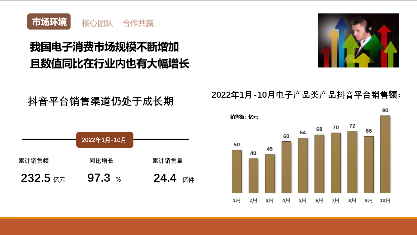 市场环境 核心团队 合作共赢
我国电子消费市场规模不断增加
且数值同比在行业内也有大幅增长
抖音平台销售渠道仍处于成长期
2022年1月-10月
累计销售额 同比增长 累计销售量
232.5 亿元 97.3 % 24.4 亿件
2022年1月-10月电子产品类产品抖音平台销售额：
销售额：亿元
50 40 45 60 64 68 70 72 66 90
1月 2月 3月 4月 5月 6月 7月 8月 9月 10月